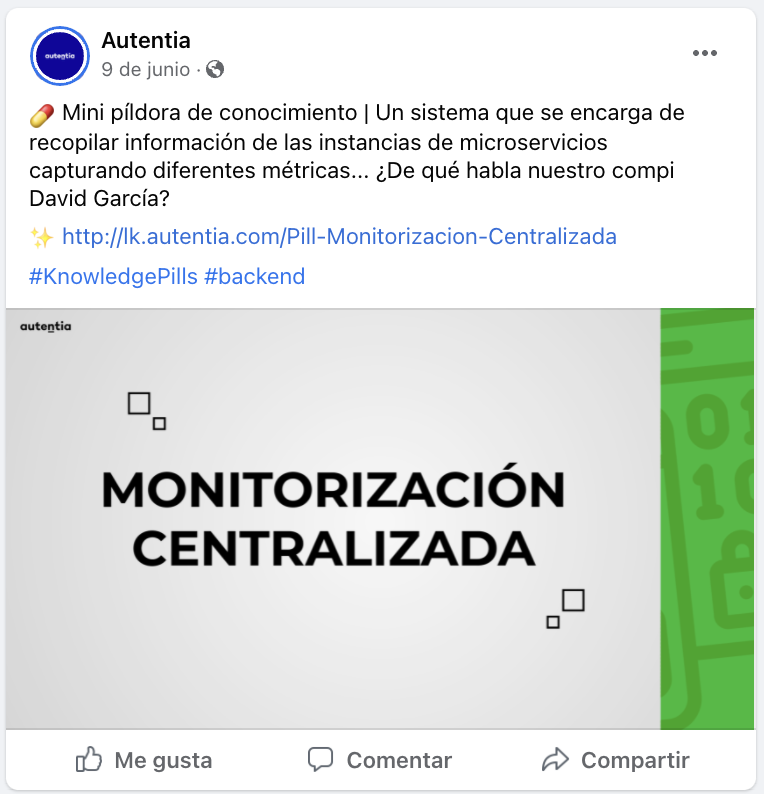 autentia
Autentia
9 de junio ·
💊 Mini píldora de conocimiento | Un sistema que se encarga de
recopilar información de las instancias de microservicios
capturando diferentes métricas... ¿De qué habla nuestro compi
David García?
✨ http://lk.autentia.com/Pill-Monitorizacion-Centralizada
#KnowledgePills #backend
autentia
MONITORIZACIÓN
CENTRALIZADA
01
10
Me gusta
Comentar
Compartir